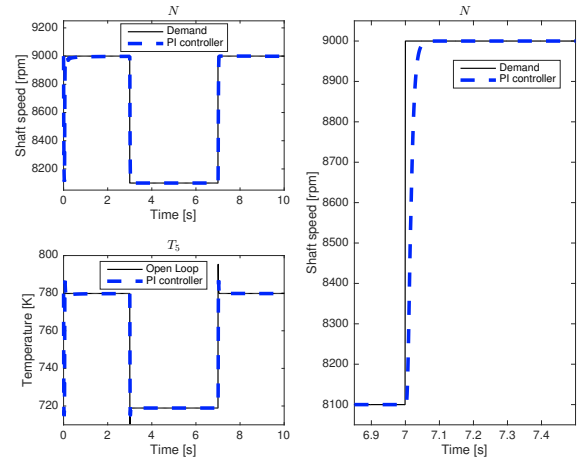 N
9200
9000
8800
8600
8400
8200
Shaft speed [rpm]
Demand
PI controller
0 2 4 6 8 10
Time [s]
T5
800
780
760
740
720
Temperature [K]
Open Loop
PI controller
0 2 4 6 8 10
Time [s]
N
9000
8900
8800
8700
8600
8500
8400
8300
8200
8100
Shaft speed [rpm]
Demand
PI controller
6.9 7 7.1 7.2 7.3 7.4
Time [s]